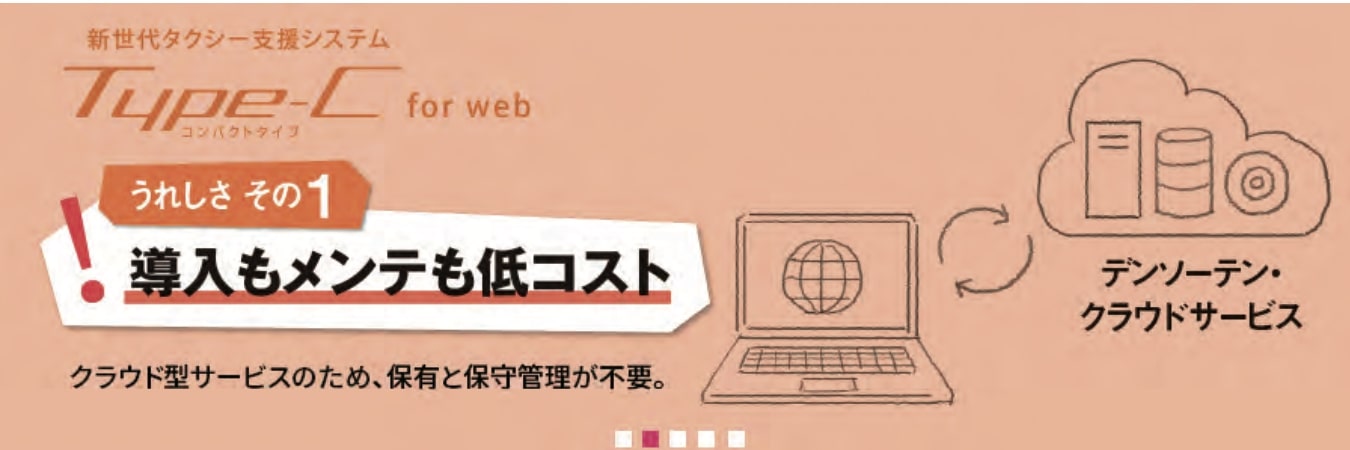 新世代タクシー支援システム
Type-C for web
コンパクトタイプ
うれしさ その1
! 導入もメンテも低コスト
クラウド型サービスのため、保有と保守管理が不要。
デンソーテン・
クラウドサービス